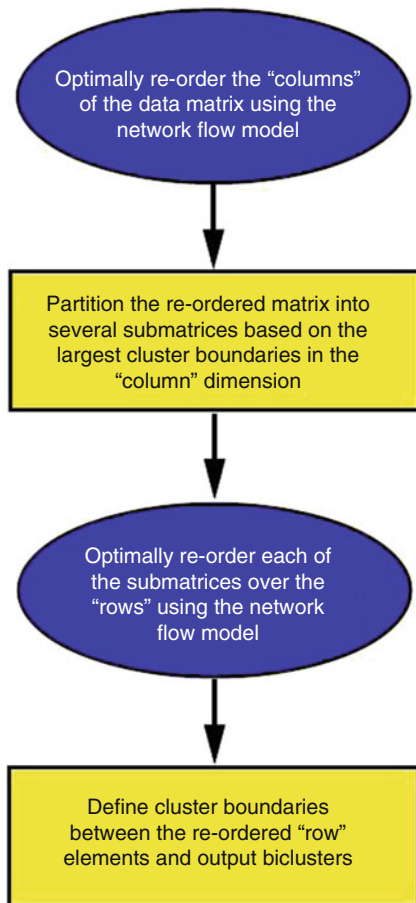 Optimally re-order the “columns”
of the data matrix using the
network flow model
Partition the re-ordered matrix into
several submatrices based on the
largest cluster boundaries in the
“column” dimension
Optimally re-order each of
the submatrices over the
“rows” using the network
flow model
Define cluster boundaries
between the re-ordered “row”
elements and output biclusters